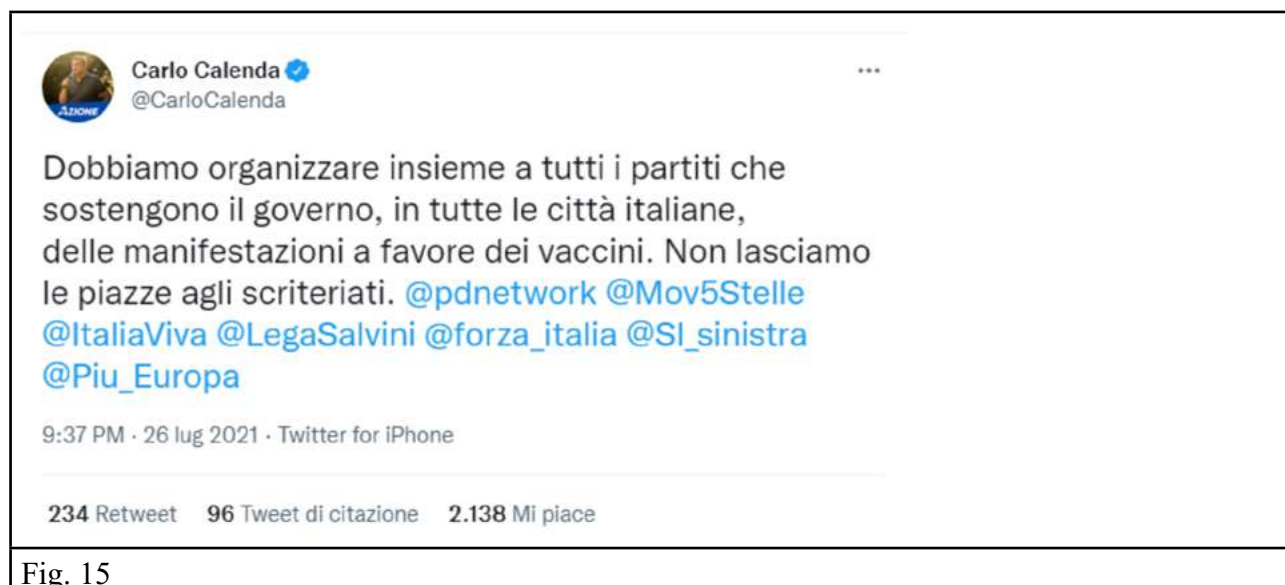 Carlo Calenda
@CarloCalenda
AZIONE
Dobbiamo organizzare insieme a tutti i partiti che
sostengono il governo, in tutte le città italiane,
delle manifestazioni a favore dei vaccini. Non lasciamo
le piazze agli scriteriati. @pdnetwork @Mov5Stelle
@ItaliaViva @LegaSalvini @forza_italia @SI_sinistra
@Piu_Europa
9:37 PM · 26 lug 2021 · Twitter for iPhone
234 Retweet 96 Tweet di citazione 2.138 Mi piace
Fig. 15